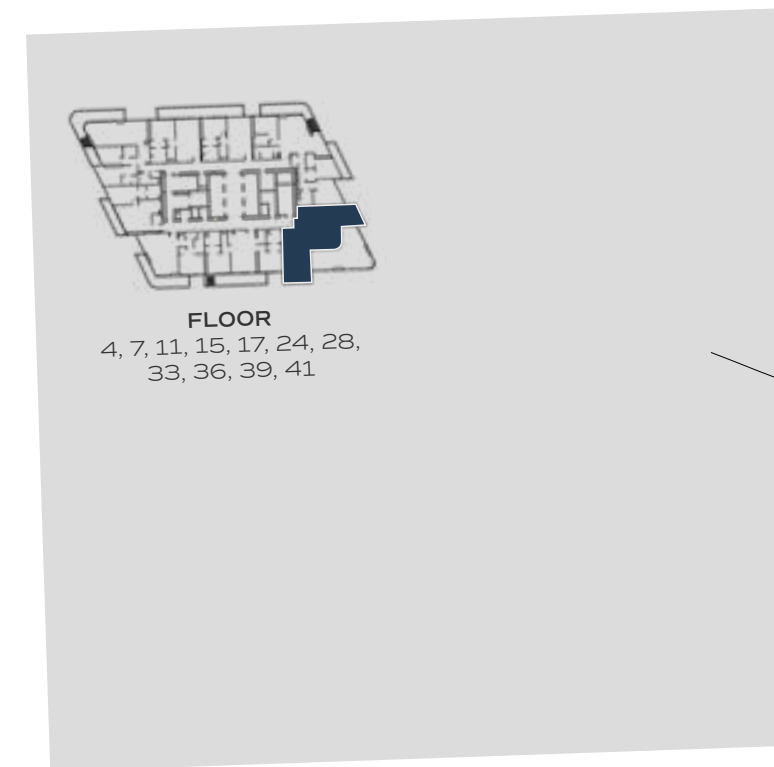 FLOOR
4, 7, 11, 15, 17, 24, 28,
33, 36, 39, 41